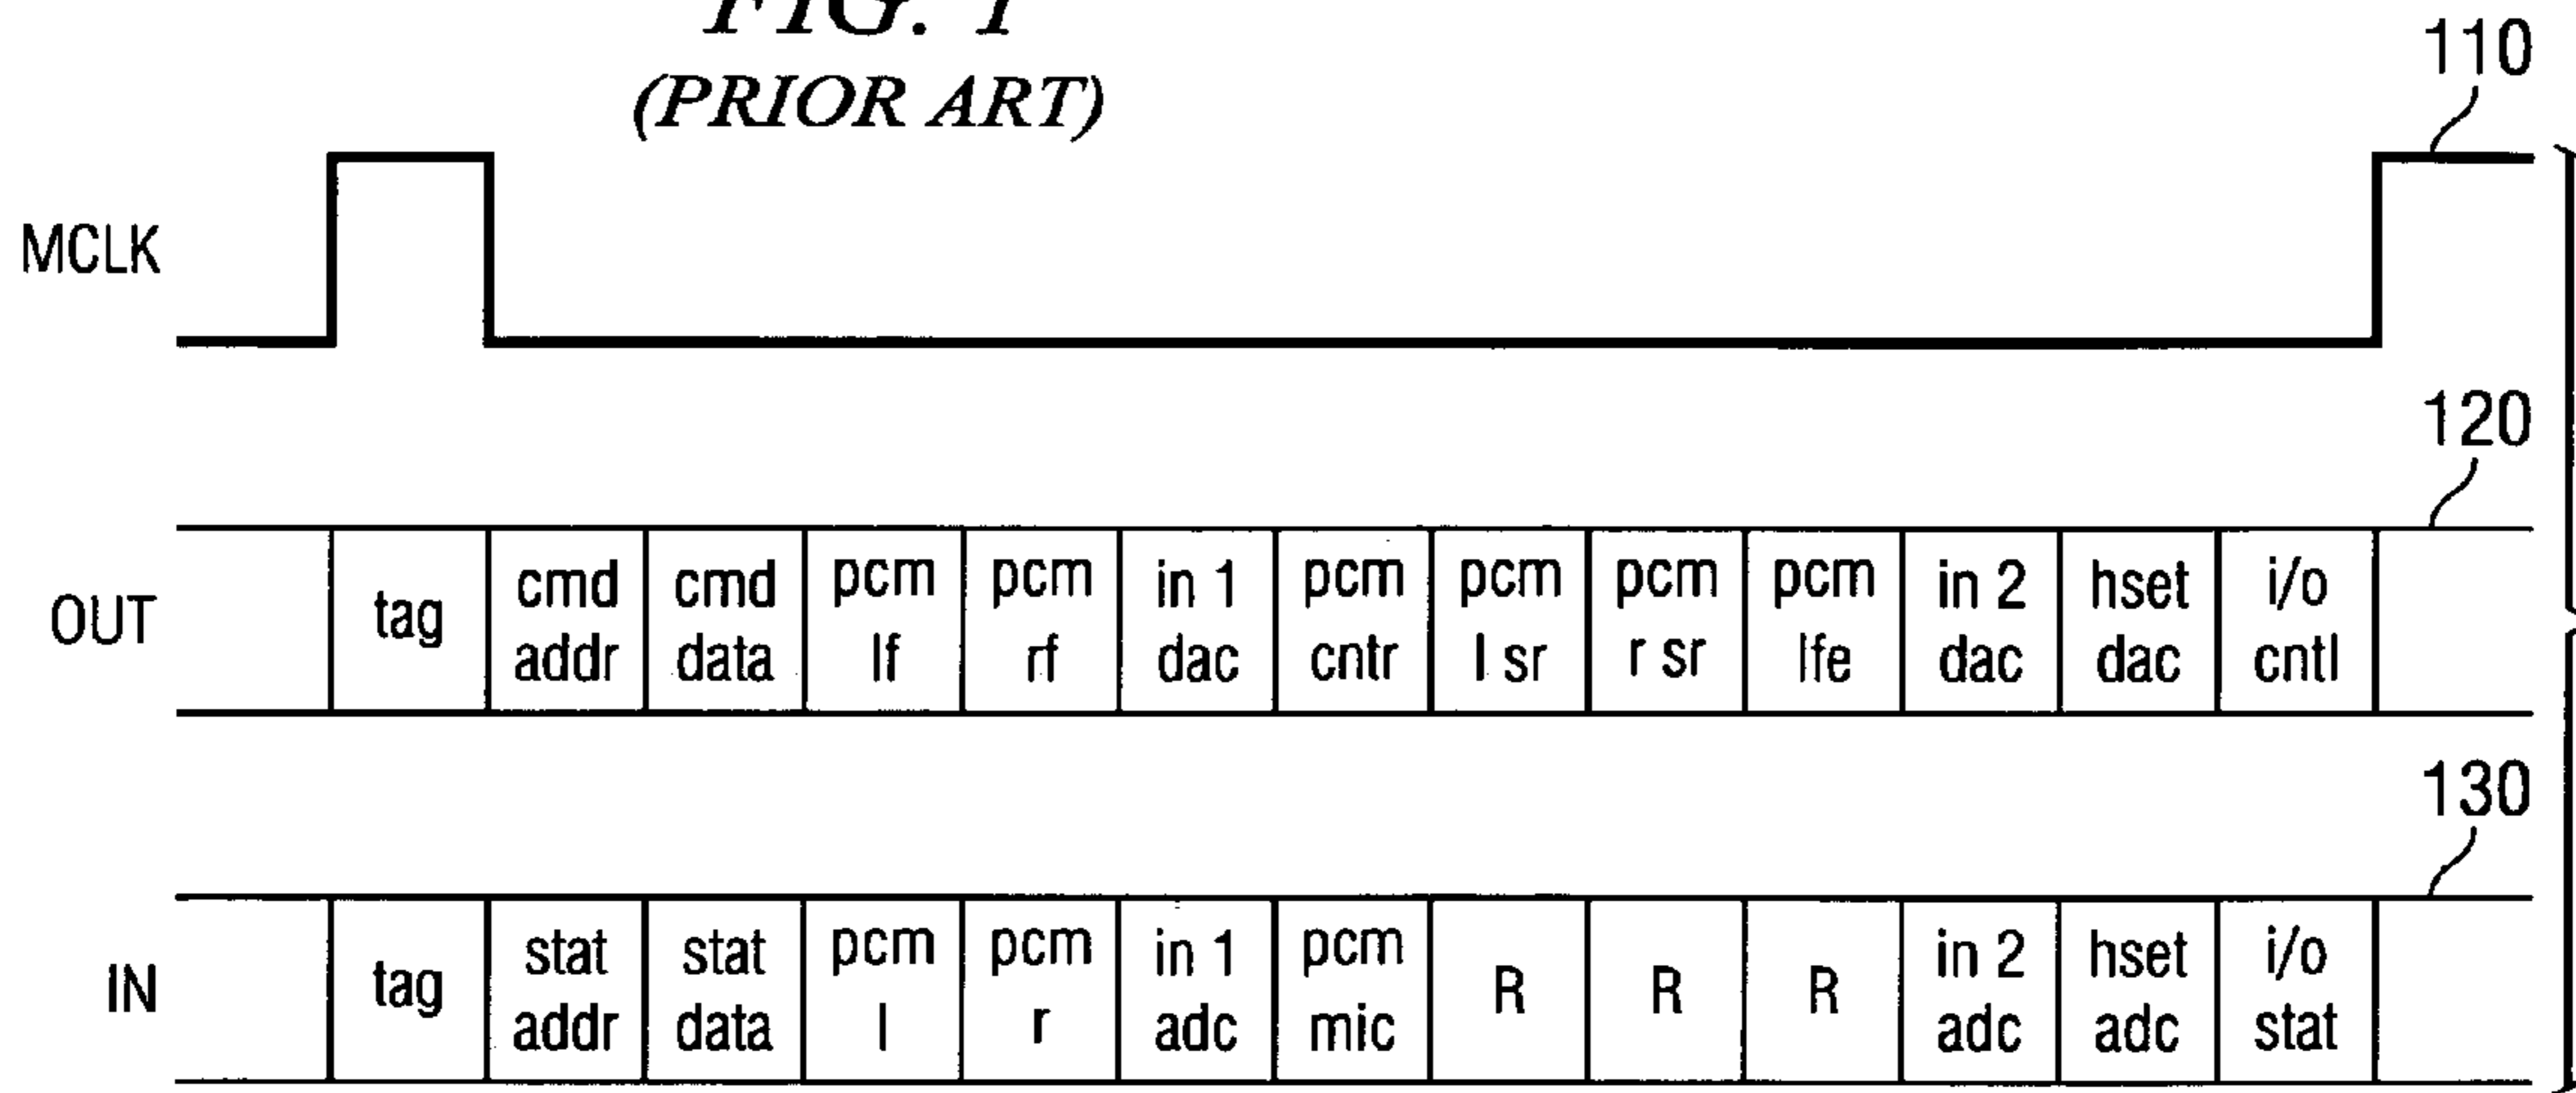 FIG. 1
(PRIOR ART)
110
MCLK
120
OUT
tag
cmd
addr
cmd
data
pcm
lf
pcm
rf
in 1
dac
pcm
cntr
pcm
l sr
pcm
r sr
pcm
lfe
in 2
dac
hset
dac
i/o
cntl
130
IN
tag
stat
addr
stat
data
pcm
l
pcm
r
in 1
adc
pcm
mic
R
R
R
in 2
adc
hset
adc
i/o
stat